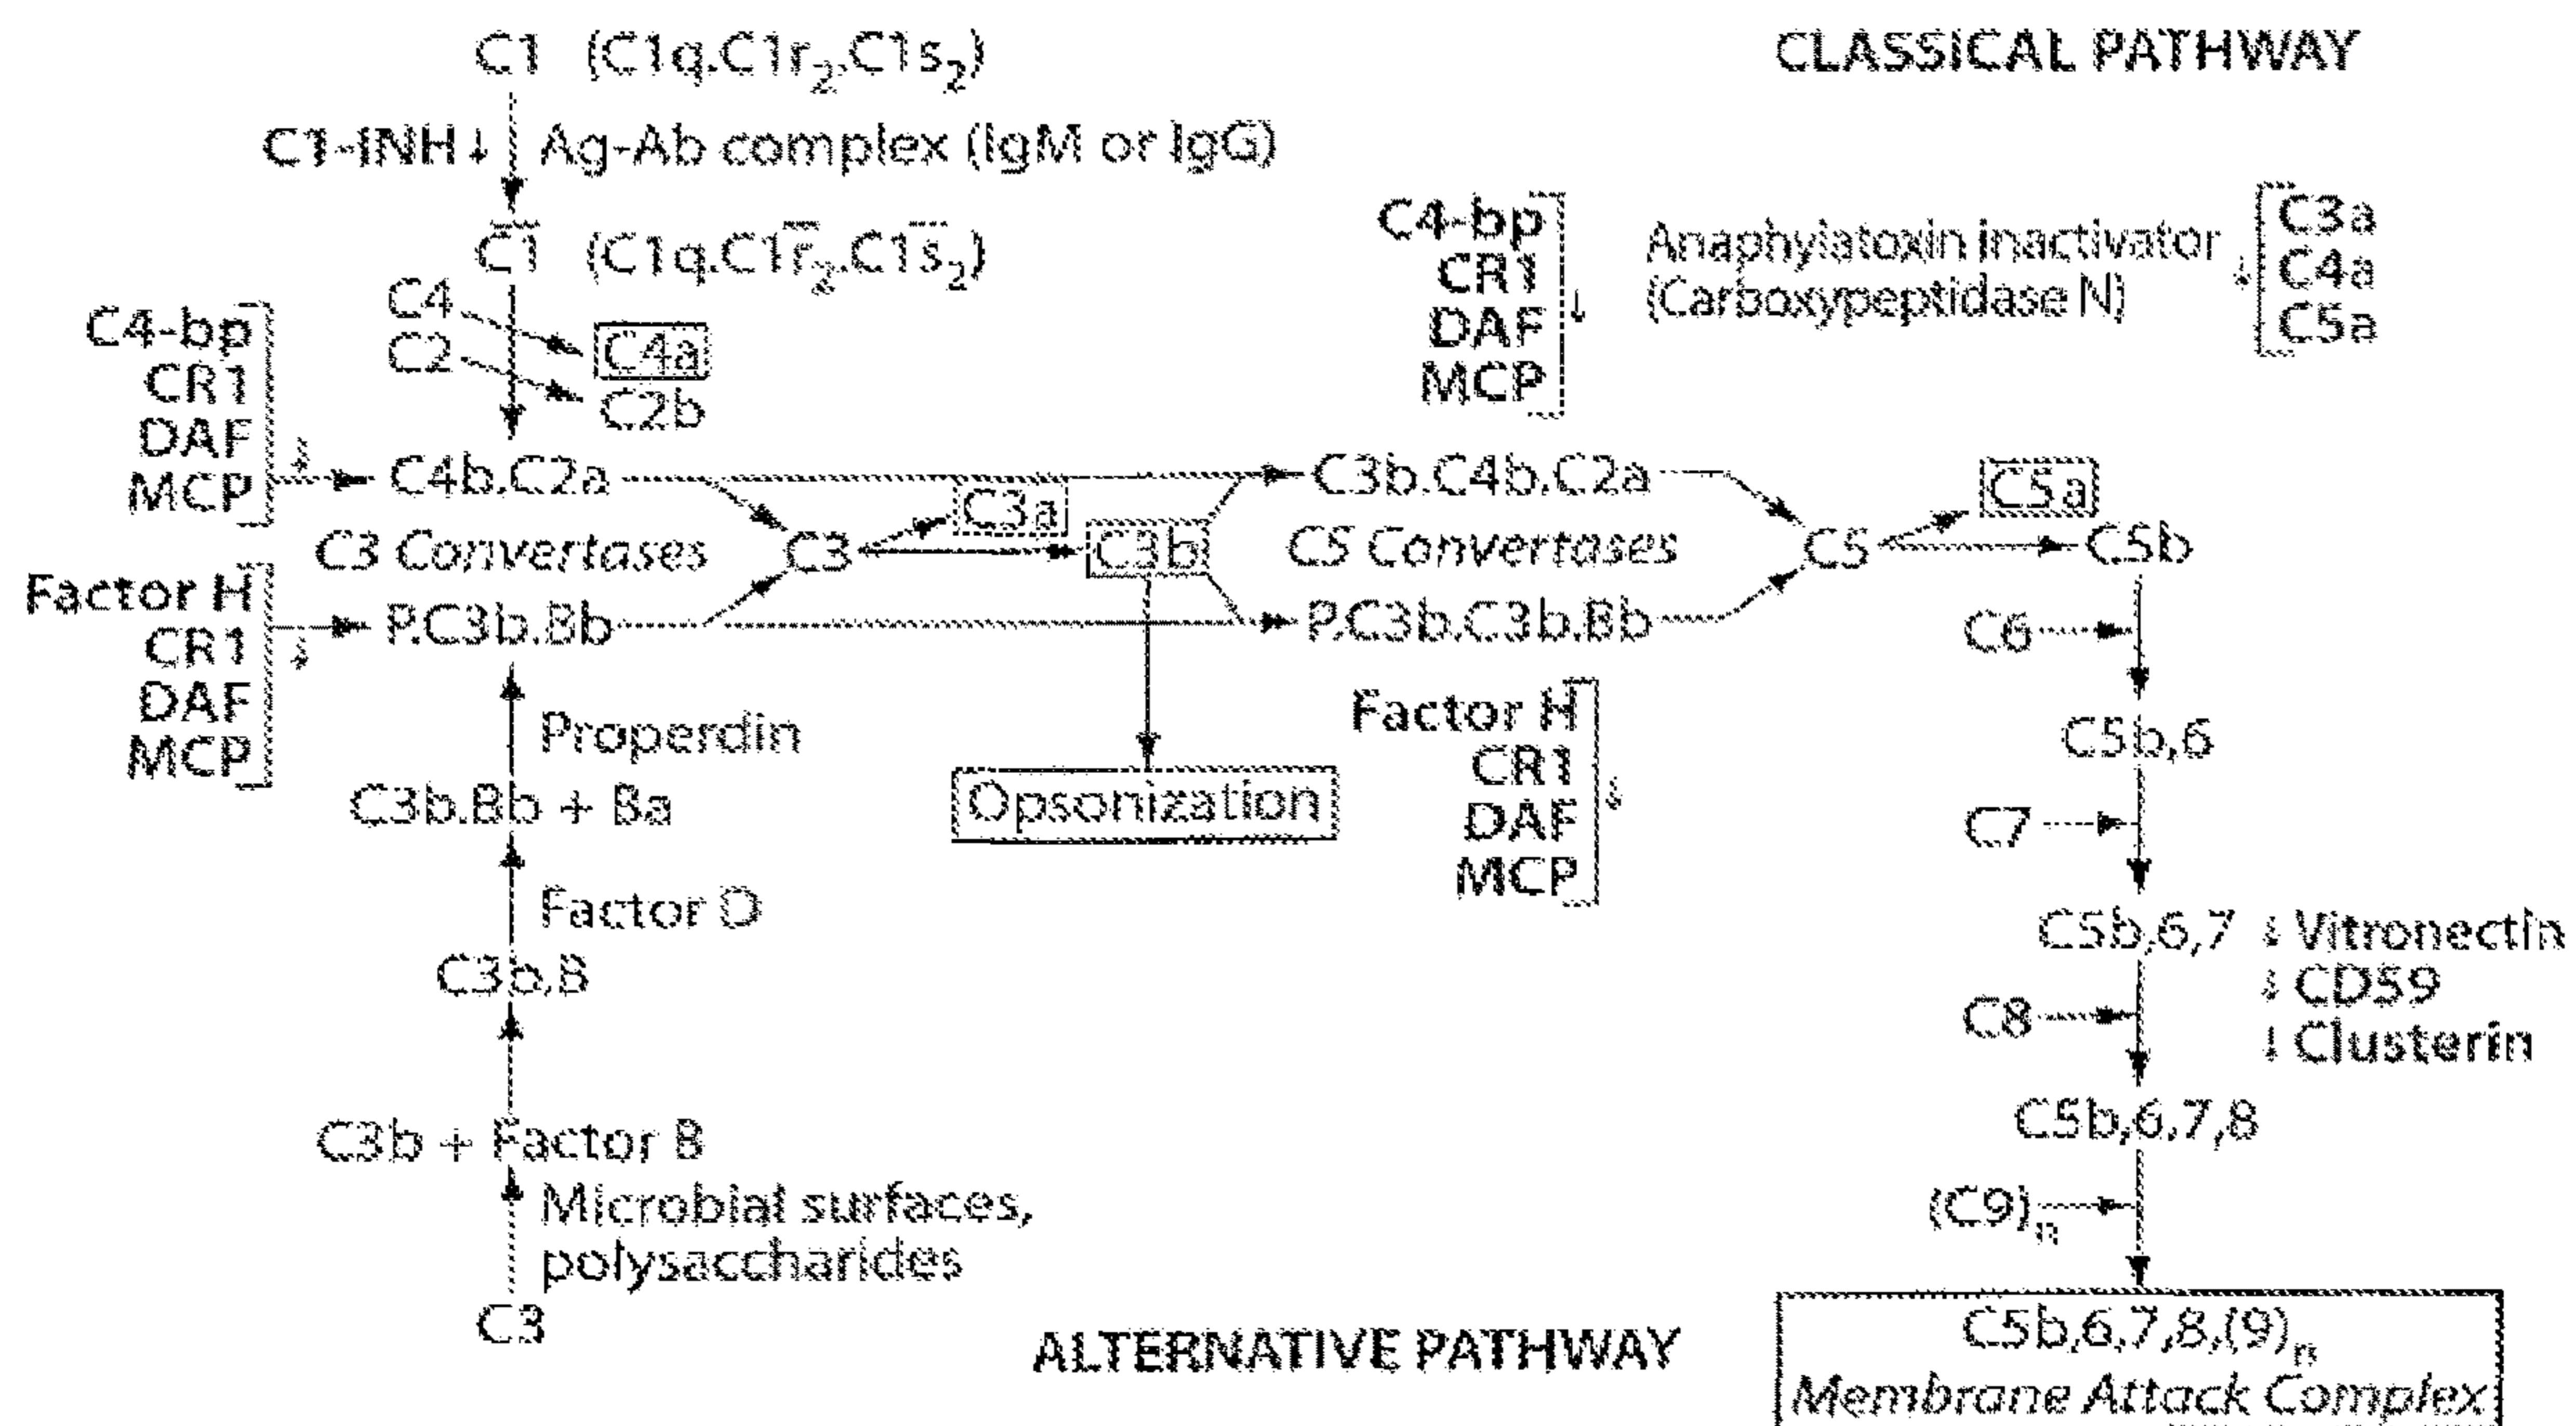 C1 (C1q.C1r₂.C1s₂)
CLASSICAL PATHWAY
C1-INH↓ Ag-Ab complex (IgM or IgG)
C̅1̅ (C1q.C1r̅₂.C1s̅₂)
C4
C2
C4a
C2b
C4-bp
CR1
DAF
MCP
↓
C4-bp
CR1
DAF
MCP
↓
Anaphylatoxin inactivator
(Carboxypeptidase N)
↓
C3a
C4a
C5a
C4b.C2a
C3 Convertases
P.C3b.Bb
Factor H
CR1
DAF
MCP
↓
C3
C3a
C3b
C3b.C4b.C2a
C5 Convertases
P.C3b.C3b.Bb
C5
C5a
C5b
Opsonization
Factor H
CR1
DAF
MCP
↓
Properdin
C3b.Bb + Ba
Factor D
C3b,B
C3b + Factor B
Microbial surfaces,
polysaccharides
C3
ALTERNATIVE PATHWAY
C6
C5b,6
C7
C5b,6,7 ↓ Vitronectin
↓ CD59
C8
↓ Clusterin
C5b,6,7,8
(C9)ₙ
C5b,6,7,8,(9)ₙ
Membrane Attack Complex